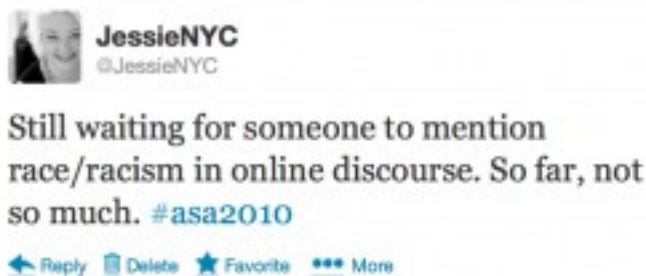 JessieNYC
@JessieNYC
Still waiting for someone to mention
race/racism in online discourse. So far, not
so much. #asa2010
Reply Delete Favorite More